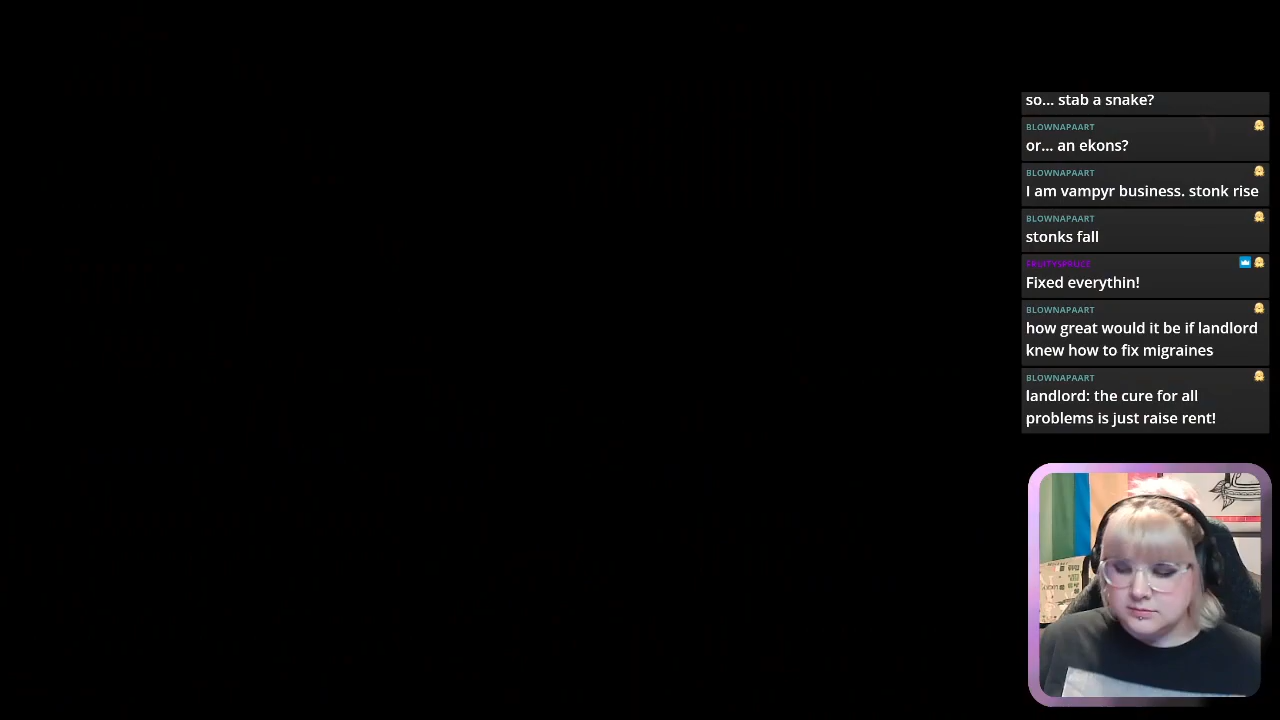 so... stab a snake?
BLOWNAPAART
or... an ekons?
BLOWNAPAART
I am vampyr business. stonk rise
BLOWNAPAART
stonks fall
FRUITYSPRUCE
Fixed everythin!
BLOWNAPAART
how great would it be if landlord
knew how to fix migraines
BLOWNAPAART
landlord: the cure for all
problems is just raise rent!